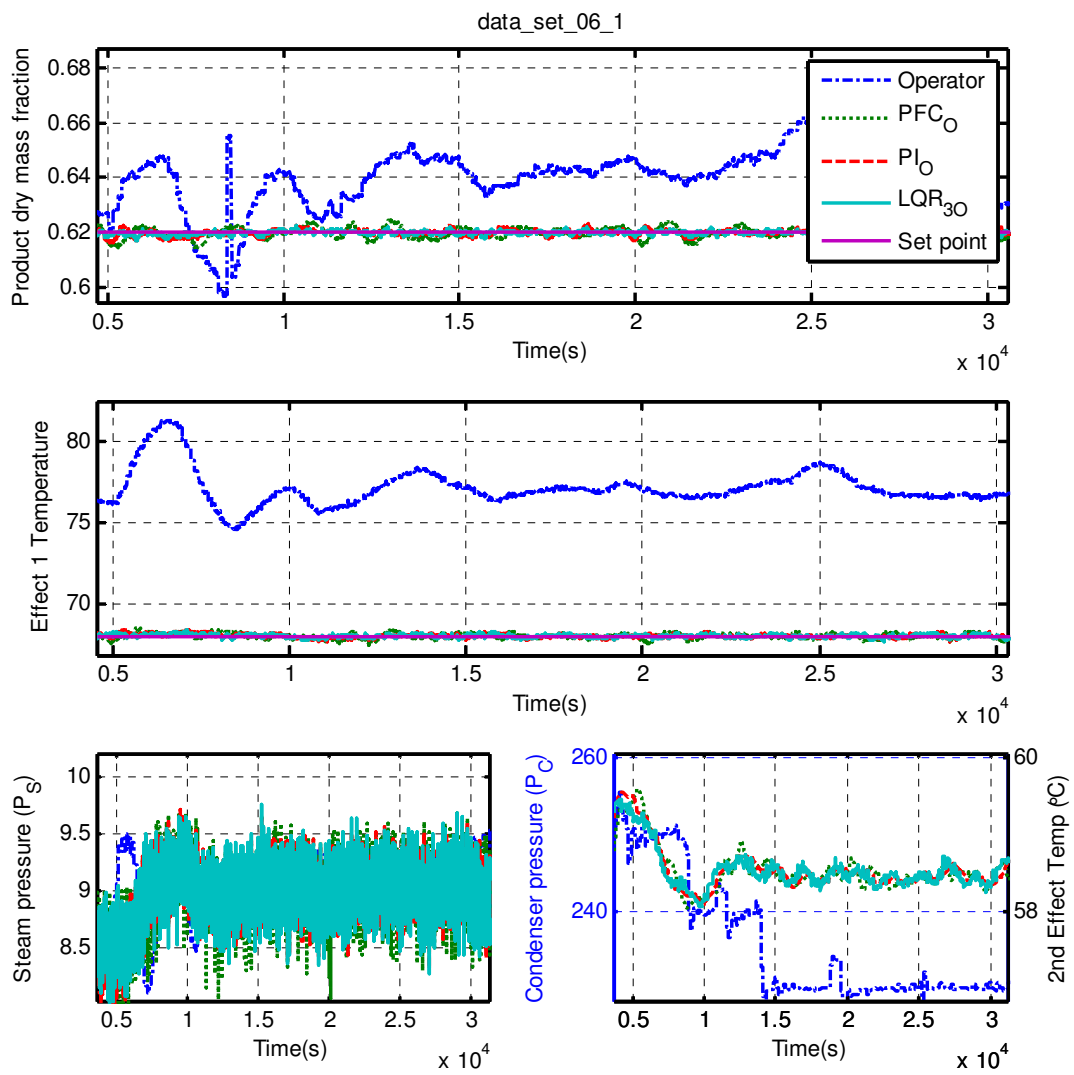 data_set_06_1
Product dry mass fraction
0.68
0.66
0.64
0.62
0.6
Operator
PFC_O
PI_O
LQR_3O
Set point
0.5 1 1.5 2 2.5 3
Time(s)
x 10^4
Effect 1 Temperature
80
75
70
0.5 1 1.5 2 2.5 3
Time(s)
x 10^4
Steam pressure (P_S)
10
9.5
9
8.5
0.5 1 1.5 2 2.5 3
Time(s)
x 10^4
Condenser pressure (P_C)
260
240
60
58
2nd Effect Temp (ºC)
0.5 1 1.5 2 2.5 3
Time(s)
x 10^4